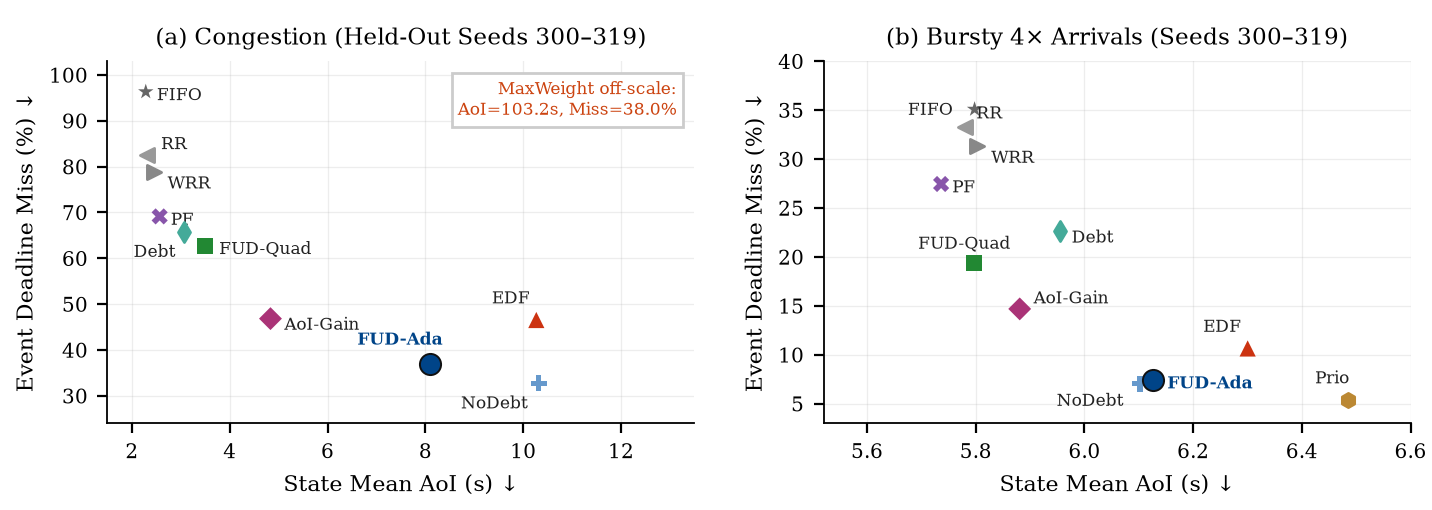 (a) Congestion (Held-Out Seeds 300–319)
Event Deadline Miss (%) ↓
100
90
80
70
60
50
40
30
MaxWeight off-scale:
AoI=103.2s, Miss=38.0%
FIFO
RR
WRR
PF
Debt
FUD-Quad
AoI-Gain
EDF
FUD-Ada
NoDebt
2
4
6
8
10
12
State Mean AoI (s) ↓
(b) Bursty 4× Arrivals (Seeds 300–319)
Event Deadline Miss (%) ↓
40
35
30
25
20
15
10
5
FIFO
RR
WRR
PF
Debt
FUD-Quad
AoI-Gain
EDF
Prio
FUD-Ada
NoDebt
5.6
5.8
6.0
6.2
6.4
6.6
State Mean AoI (s) ↓